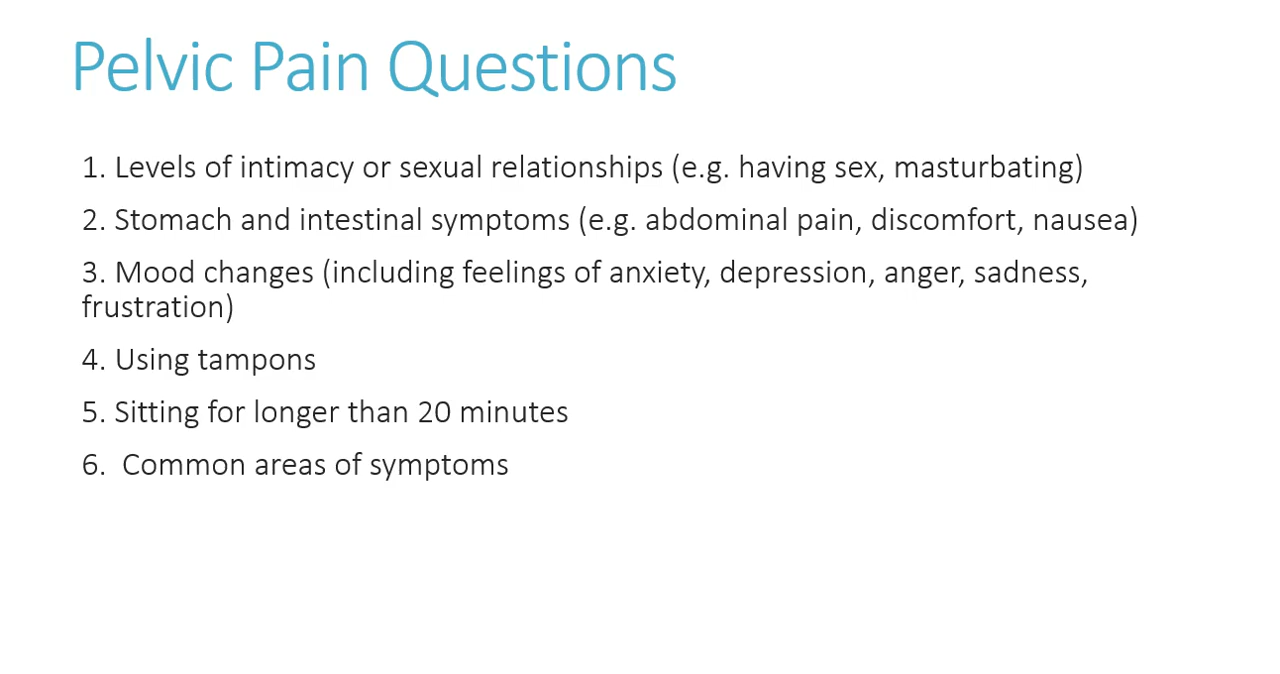 Pelvic Pain Questions
1. Levels of intimacy or sexual relationships (e.g. having sex, masturbating)
2. Stomach and intestinal symptoms (e.g. abdominal pain, discomfort, nausea)
3. Mood changes (including feelings of anxiety, depression, anger, sadness,
frustration)
4. Using tampons
5. Sitting for longer than 20 minutes
6.  Common areas of symptoms